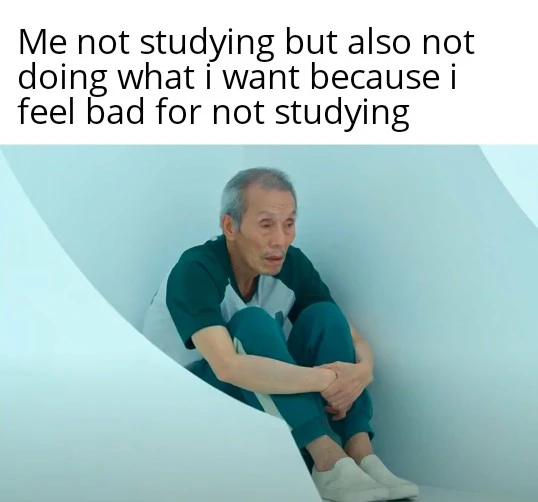 Me not studying but also not
doing what i want because i
feel bad for not studying